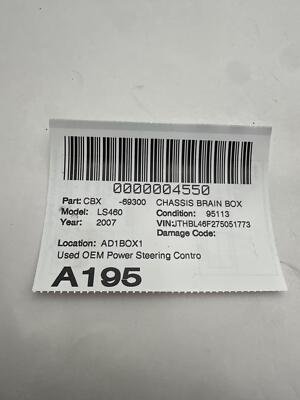 0000004550
Part: CBX -69300 CHASSIS BRAIN BOX
Model: LS460 Condition: 95113
Year: 2007 VIN:JTHBL46F275051773
Damage Code:
Location: AD1BOX1
Used OEM Power Steering Contro
A195